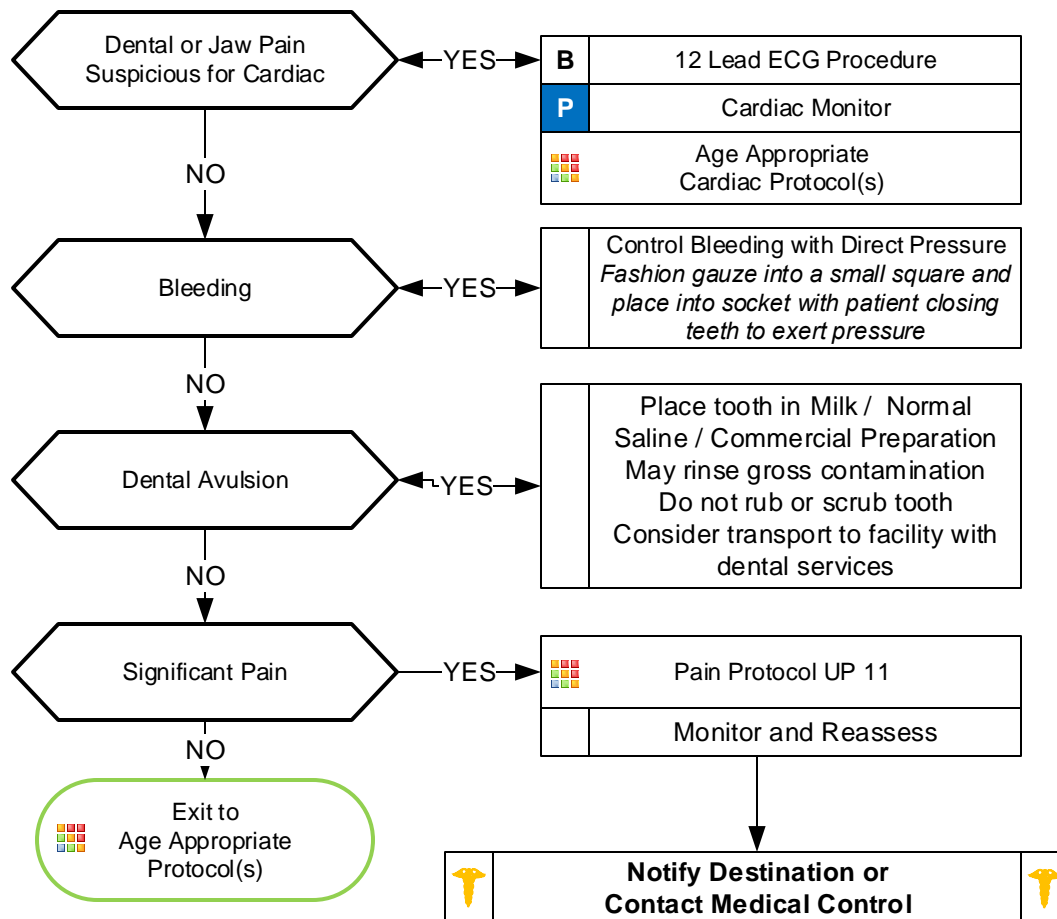 Dental or Jaw Pain
Suspicious for Cardiac
YES
B
12 Lead ECG Procedure
P
Cardiac Monitor
Age Appropriate
Cardiac Protocol(s)
NO
Bleeding
YES
Control Bleeding with Direct Pressure
Fashion gauze into a small square and
place into socket with patient closing
teeth to exert pressure
NO
Dental Avulsion
YES
Place tooth in Milk / Normal
Saline / Commercial Preparation
May rinse gross contamination
Do not rub or scrub tooth
Consider transport to facility with
dental services
NO
Significant Pain
YES
Pain Protocol UP 11
Monitor and Reassess
NO
Exit to
Age Appropriate
Protocol(s)
Notify Destination or
Contact Medical Control